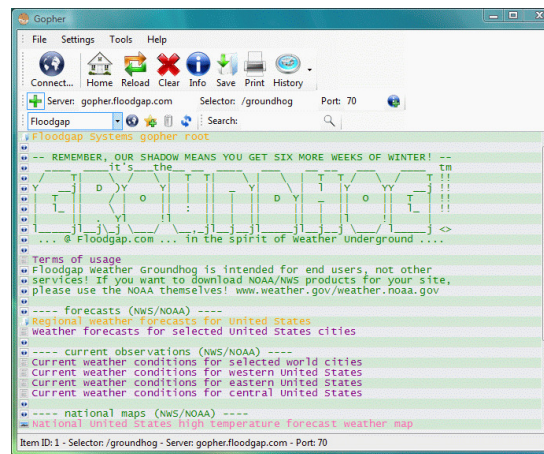 Gopher
File Settings Tools Help
Connect... Home Reload Clear Info Save Print History
Server: gopher.floodgap.com Selector: /groundhog Port: 70
Floodgap Search:
Floodgap Systems gopher root
-- REMEMBER, OUR SHADOW MEANS YOU GET SIX MORE WEEKS OF WINTER! --
it's the tm
... @ Floodgap.com ... in the spirit of Weather Underground ....
Terms of usage
Floodgap Weather Groundhog is intended for end users, not other
services! If you want to download NOAA/NWS products for your site,
please use the NOAA themselves! www.weather.gov/weather.noaa.gov
---- forecasts (NWS/NOAA) ----
Regional weather forecasts for United States
Weather forecasts for selected United States cities
---- current observations (NWS/NOAA) ----
Current weather conditions for selected world cities
Current weather conditions for western United States
Current weather conditions for eastern United States
Current weather conditions for central United States
---- national maps (NWS/NOAA) ----
National United States high temperature forecast weather map
Item ID: 1 - Selector: /groundhog - Server: gopher.floodgap.com - Port: 70